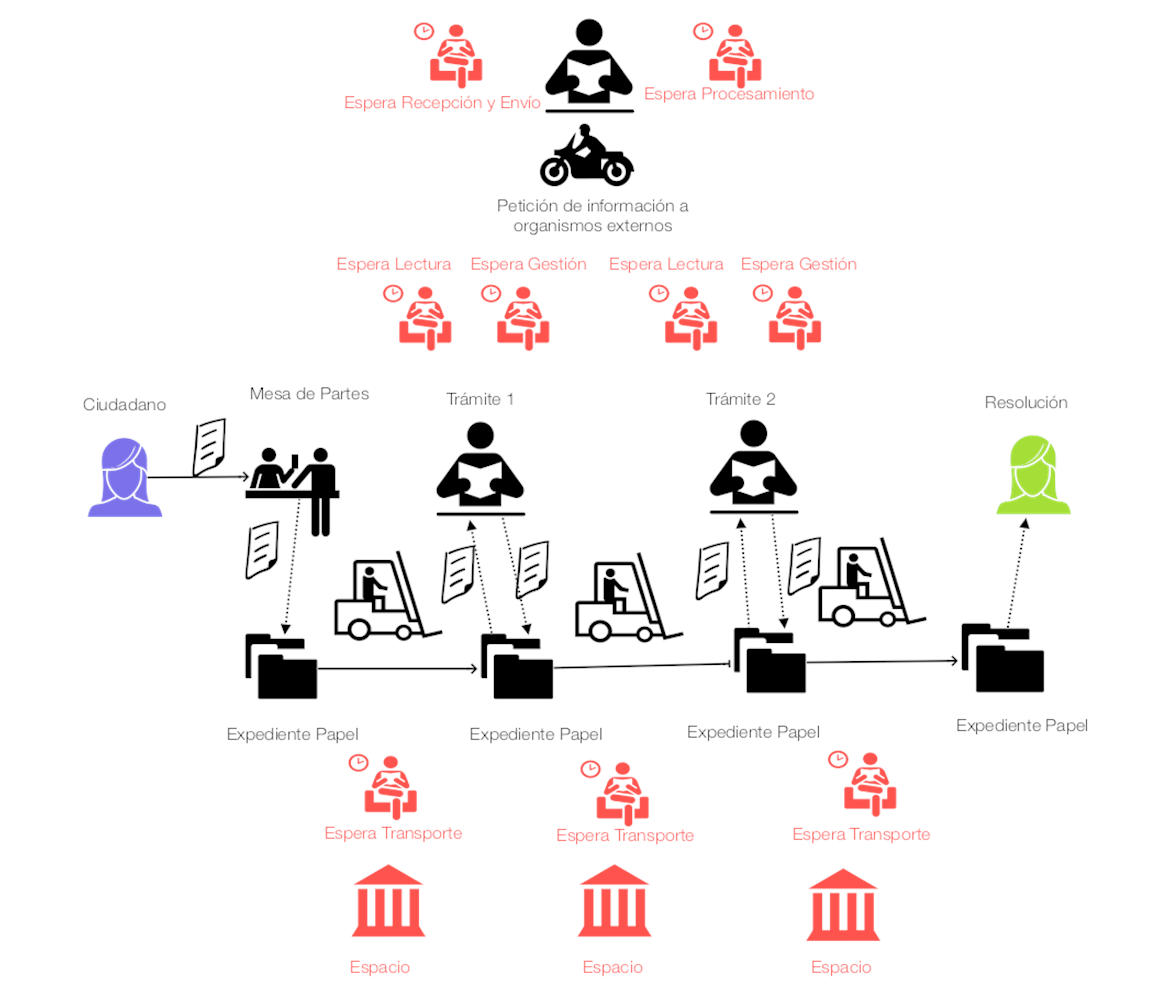 Espera Recepción y Envío
Espera Procesamiento
Petición de información a
organismos externos
Espera Lectura
Espera Gestión
Espera Lectura
Espera Gestión
Ciudadano
Mesa de Partes
Trámite 1
Trámite 2
Resolución
Expediente Papel
Expediente Papel
Expediente Papel
Expediente Papel
Espera Transporte
Espera Transporte
Espera Transporte
Espacio
Espacio
Espacio